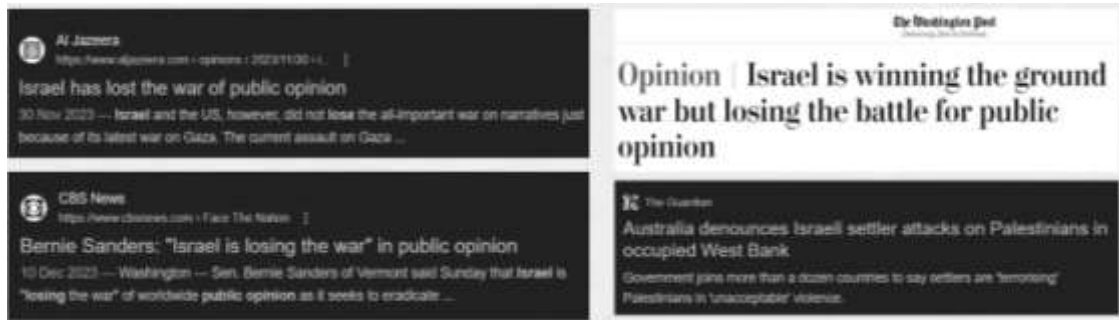 Al Jazeera
https://www.aljazeera.com › opinions › 2023/11/30 › i...
Israel has lost the war of public opinion
30 Nov 2023 — Israel and the US, however, did not lose the all-important war on narratives just
because of its latest war on Gaza. The current assault on Gaza ...
CBS News
https://www.cbsnews.com › Face The Nation
Bernie Sanders: "Israel is losing the war" in public opinion
10 Dec 2023 — Washington — Sen. Bernie Sanders of Vermont said Sunday that Israel is
"losing the war" of worldwide public opinion as it seeks to eradicate ...
The Washington Post
Opinion | Israel is winning the ground
war but losing the battle for public
opinion
The Guardian
Australia denounces Israeli settler attacks on Palestinians in
occupied West Bank
Government joins more than a dozen countries to say settlers are 'terrorising'
Palestinians in 'unacceptable' violence.